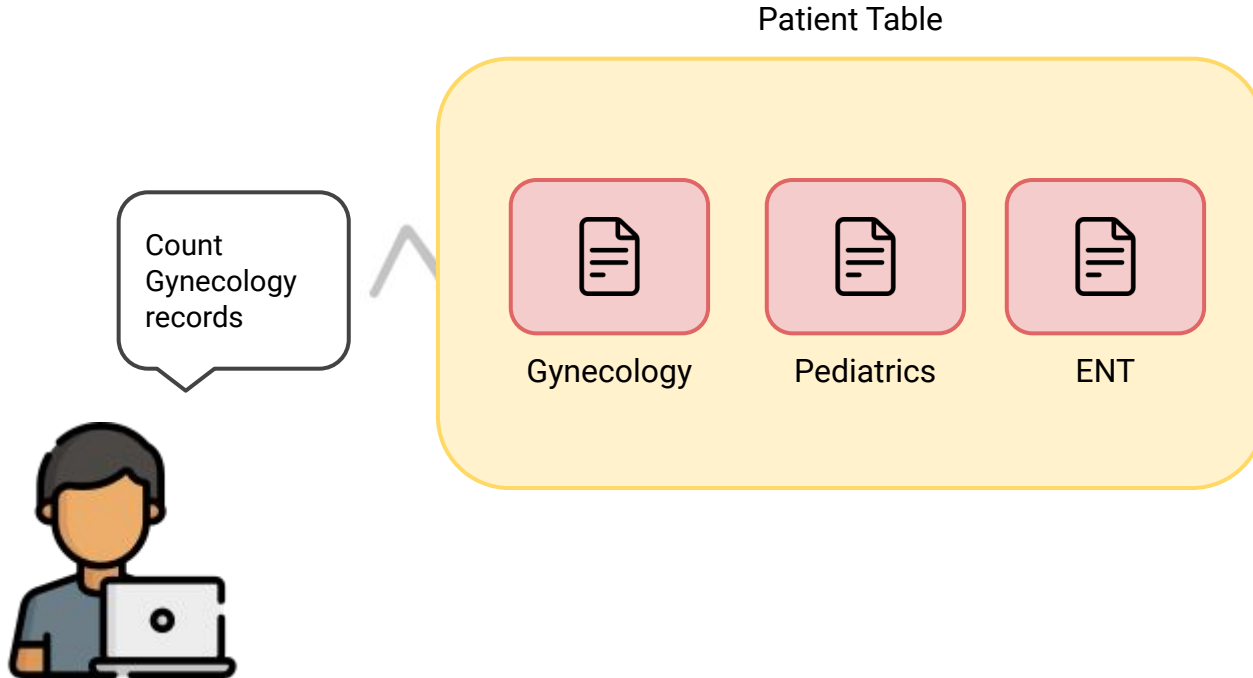 Patient Table
Count
Gynecology
records
Gynecology
Pediatrics
ENT